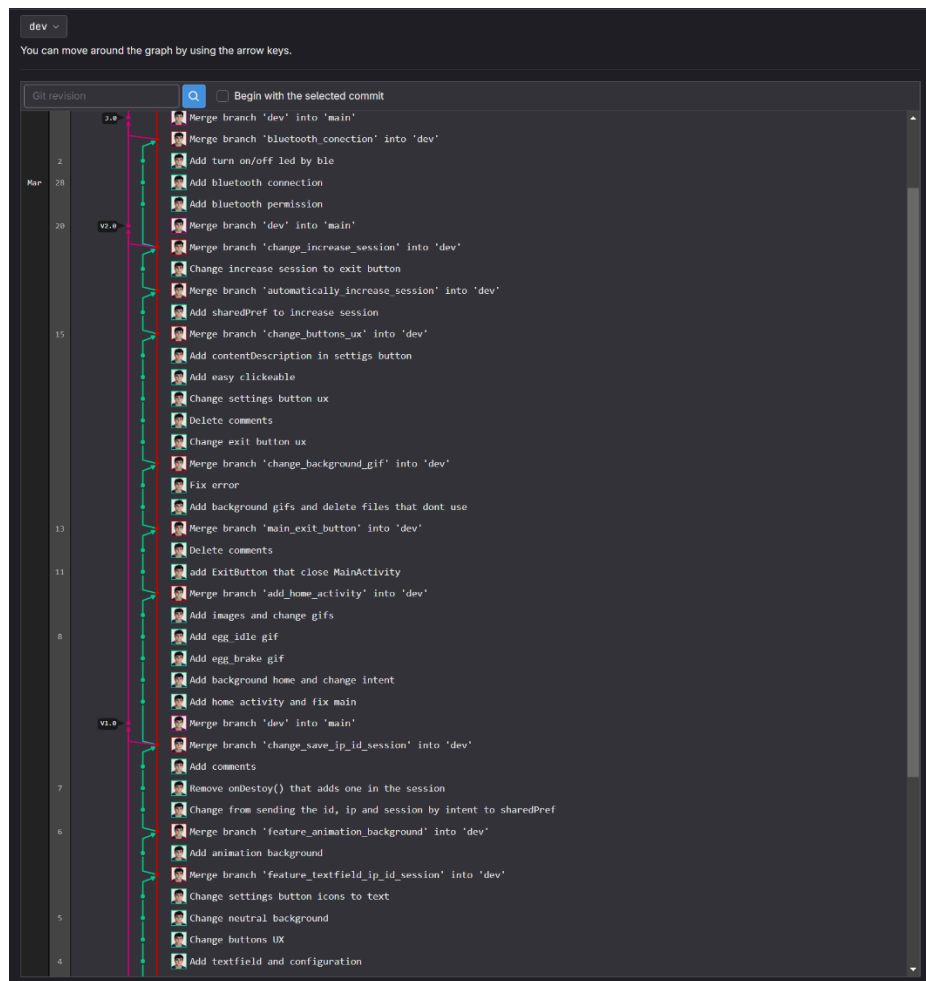 dev
You can move around the graph by using the arrow keys.
Git revision
Begin with the selected commit
3.0 Merge branch 'dev' into 'main'
Merge branch 'bluetooth_conection' into 'dev'
2 Add turn on/off led by ble
Mar 28 Add bluetooth connection
Add bluetooth permission
20 V2.0 Merge branch 'dev' into 'main'
Merge branch 'change_increase_session' into 'dev'
Change increase session to exit button
Merge branch 'automatically_increase_session' into 'dev'
Add sharedPref to increase session
15 Merge branch 'change_buttons_ux' into 'dev'
Add contentDescription in settigs button
Add easy clickeable
Change settings button ux
Delete comments
Change exit button ux
Merge branch 'change_background_gif' into 'dev'
Fix error
Add background gifs and delete files that dont use
13 Merge branch 'main_exit_button' into 'dev'
Delete comments
11 add ExitButton that close MainActivity
Merge branch 'add_home_activity' into 'dev'
Add images and change gifs
8 Add egg_idle gif
Add egg_brake gif
Add background home and change intent
Add home activity and fix main
V1.0 Merge branch 'dev' into 'main'
Merge branch 'change_save_ip_id_session' into 'dev'
Add comments
7 Remove onDestoy() that adds one in the session
Change from sending the id, ip and session by intent to sharedPref
6 Merge branch 'feature_animation_background' into 'dev'
Add animation background
Merge branch 'feature_textfield_ip_id_session' into 'dev'
Change settings button icons to text
5 Change neutral background
Change buttons UX
4 Add textfield and configuration